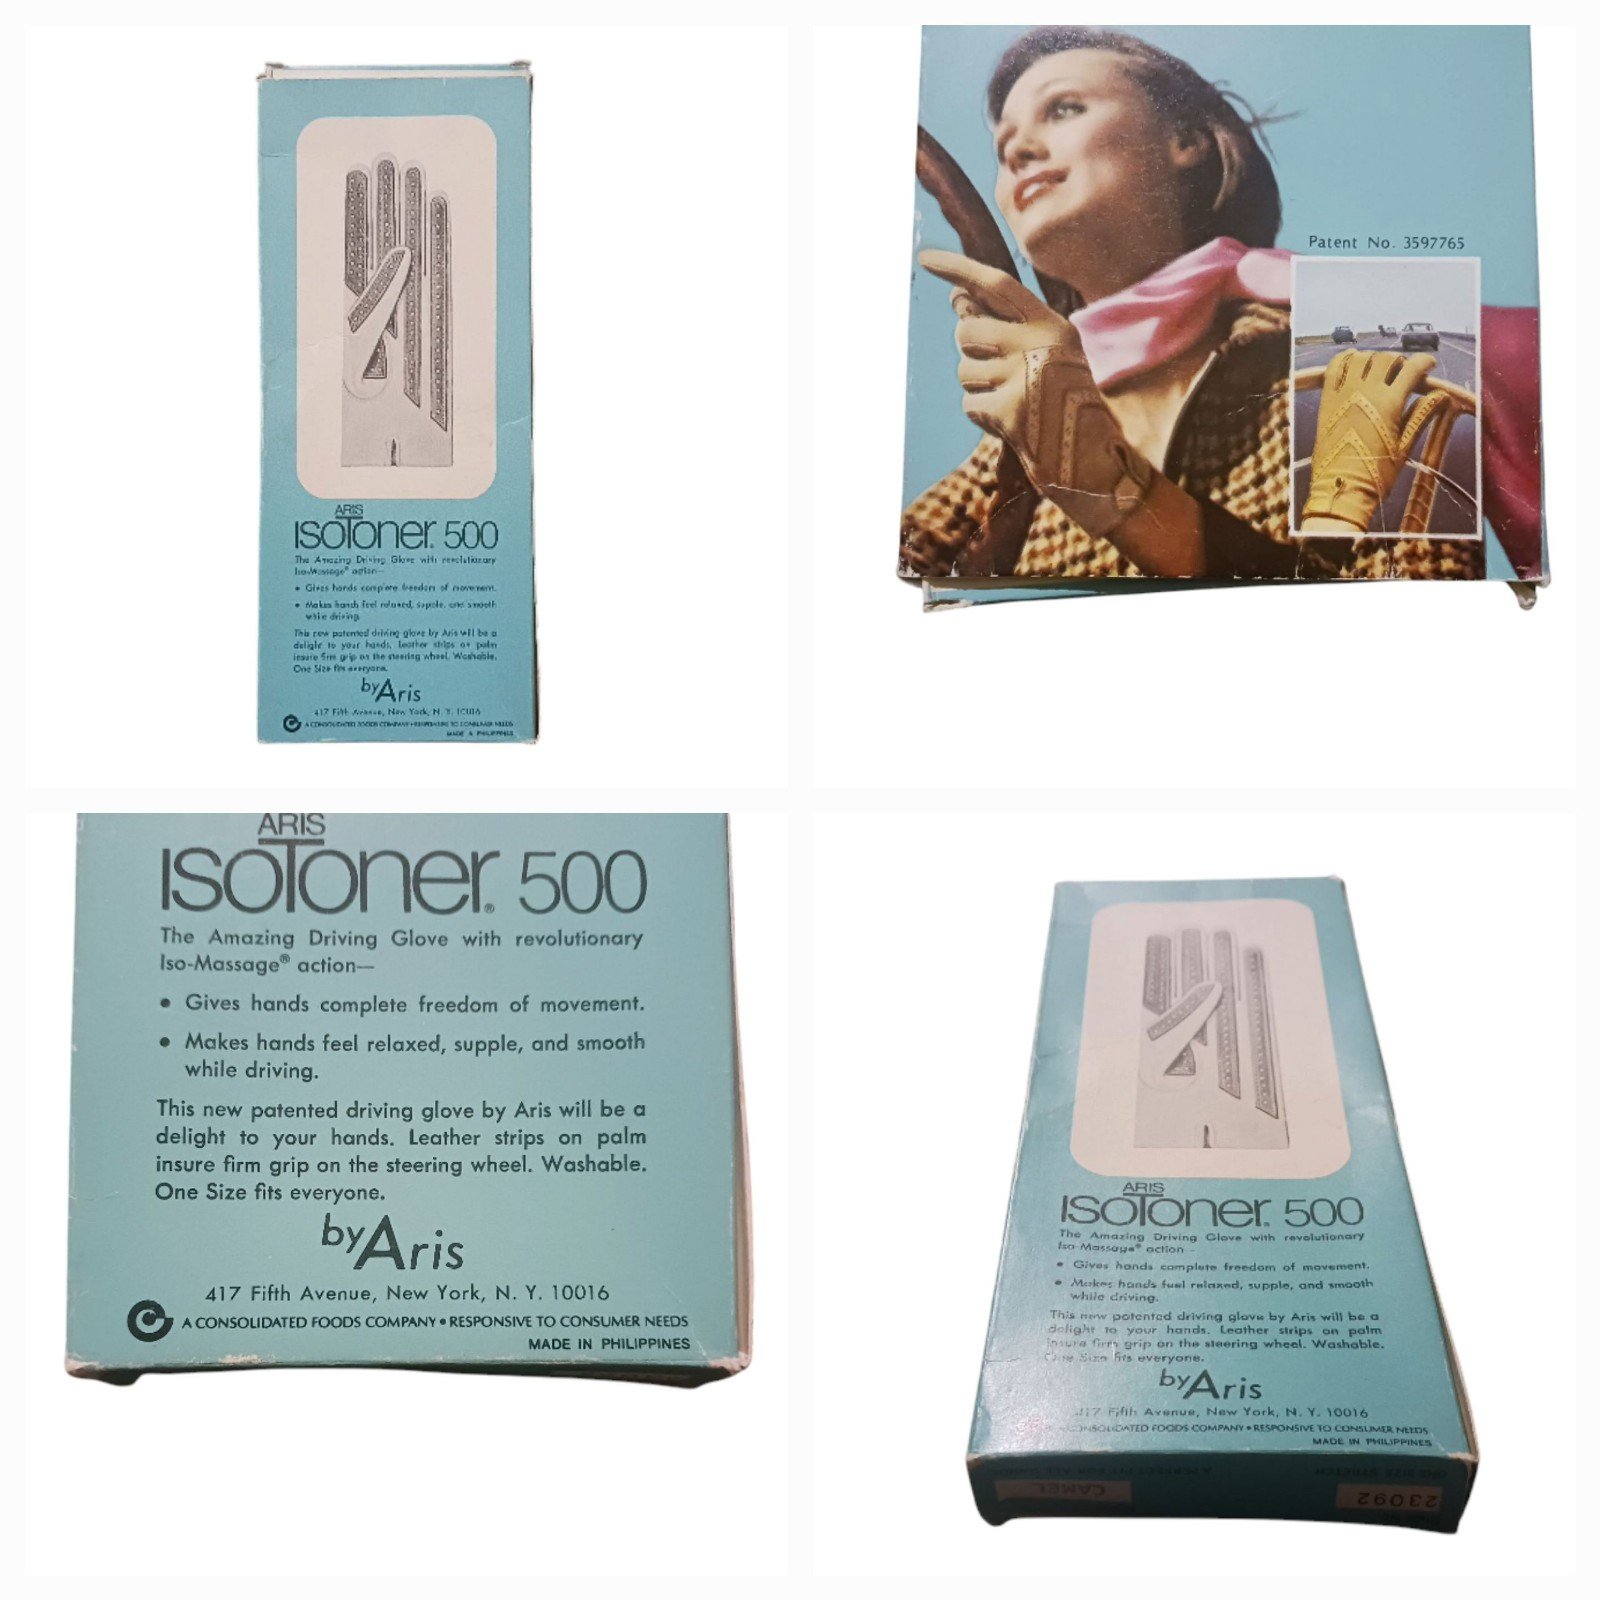 ARIS
ISOTONER® 500
The Amazing Driving Glove with revolutionary
Iso-Massage® action—
• Gives hands complete freedom of movement.
• Makes hands feel relaxed, supple, and smooth
while driving.
This new patented driving glove by Aris will be a
delight to your hands. Leather strips on palm
insure firm grip on the steering wheel. Washable.
One Size fits everyone.
by Aris
417 Fifth Avenue, New York, N. Y. 10016
A CONSOLIDATED FOODS COMPANY • RESPONSIVE TO CONSUMER NEEDS
MADE IN PHILIPPINES
Patent No. 3597765
ARIS
ISOTONER® 500
The Amazing Driving Glove with revolutionary
Iso-Massage® action—
• Gives hands complete freedom of movement.
• Makes hands feel relaxed, supple, and smooth
while driving.
This new patented driving glove by Aris will be a
delight to your hands. Leather strips on palm
insure firm grip on the steering wheel. Washable.
One Size fits everyone.
by Aris
417 Fifth Avenue, New York, N. Y. 10016
A CONSOLIDATED FOODS COMPANY • RESPONSIVE TO CONSUMER NEEDS
MADE IN PHILIPPINES
ARIS
ISOTONER® 500
The Amazing Driving Glove with revolutionary
Iso-Massage® action -
• Gives hands complete freedom of movement.
• Makes hands feel relaxed, supple, and smooth
while driving.
This new patented driving glove by Aris will be a
delight to your hands. Leather strips on palm
insure firm grip on the steering wheel. Washable.
One Size fits everyone.
by Aris
417 Fifth Avenue, New York, N. Y. 10016
CONSOLIDATED FOODS COMPANY • RESPONSIVE TO CONSUMER NEEDS
MADE IN PHILIPPINES
ONE SIZE STRETCH
A PERFECT FIT FOR ALL
23092
CAMEL